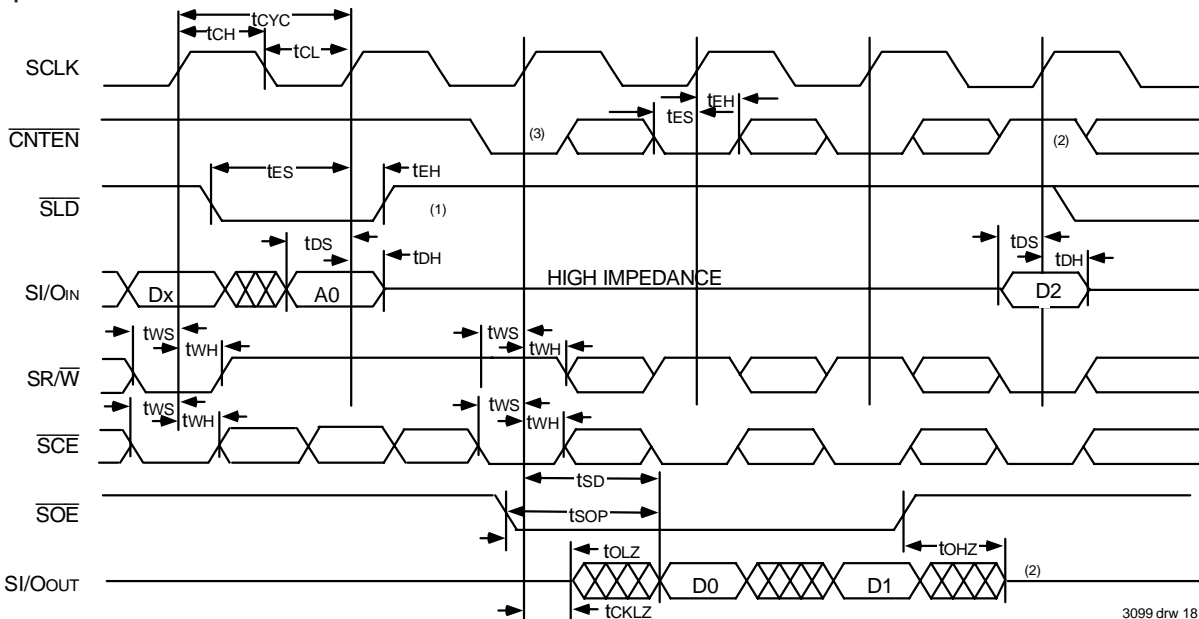 tCYC
tCH
tCL
SCLK
tES
tEH
CNTEN
(3)
(2)
tES
tEH
SLD
(1)
tDS
tDH
tDS
tDH
SI/OIN
Dx
A0
HIGH IMPEDANCE
D2
tWS
tWH
tWS
tWH
SR/W
tWS
tWH
tWS
tWH
SCE
tSD
SOE
tSOP
tOLZ
tOHZ
SI/OOUT
D0
D1
(2)
tCKLZ
3099 drw 18